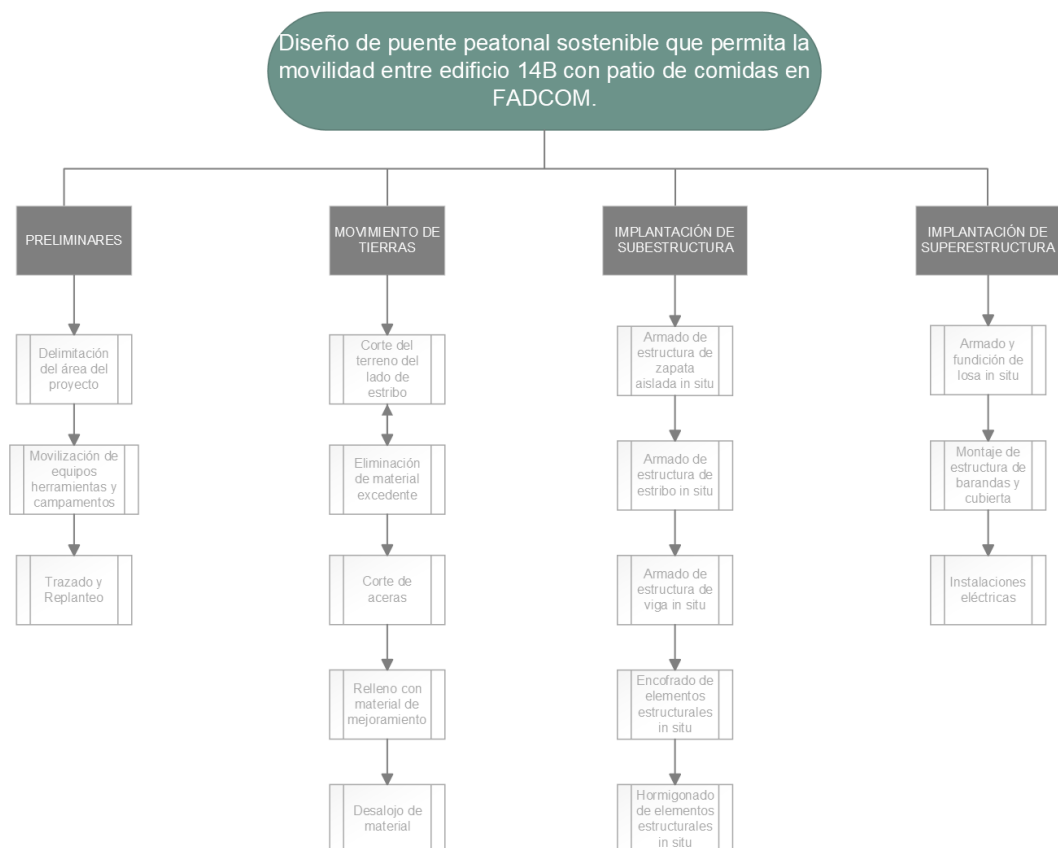 Diseño de puente peatonal sostenible que permita la
movilidad entre edificio 14B con patio de comidas en
FADCOM.
PRELIMINARES
Delimitación
del área del
proyecto
Movilización de
equipos
herramientas y
campamentos
Trazado y
Replanteo
MOVIMIENTO DE
TIERRAS
Corte del
terreno del
lado de
estribo
Eliminación
de material
excedente
Corte de
aceras
Relleno con
material de
mejoramiento
Desalojo de
material
IMPLANTACIÓN DE
SUBESTRUCTURA
Armado de
estructura de
zapata
aislada in situ
Armado de
estructura de
estribo in situ
Armado de
estructura de
viga in situ
Encofrado de
elementos
estructurales
in situ
Hormigonado
de elementos
estructurales
in situ
IMPLANTACIÓN DE
SUPERESTRUCTURA
Armado y
fundición de
losa in situ
Montaje de
estructura de
barandas y
cubierta
Instalaciones
eléctricas